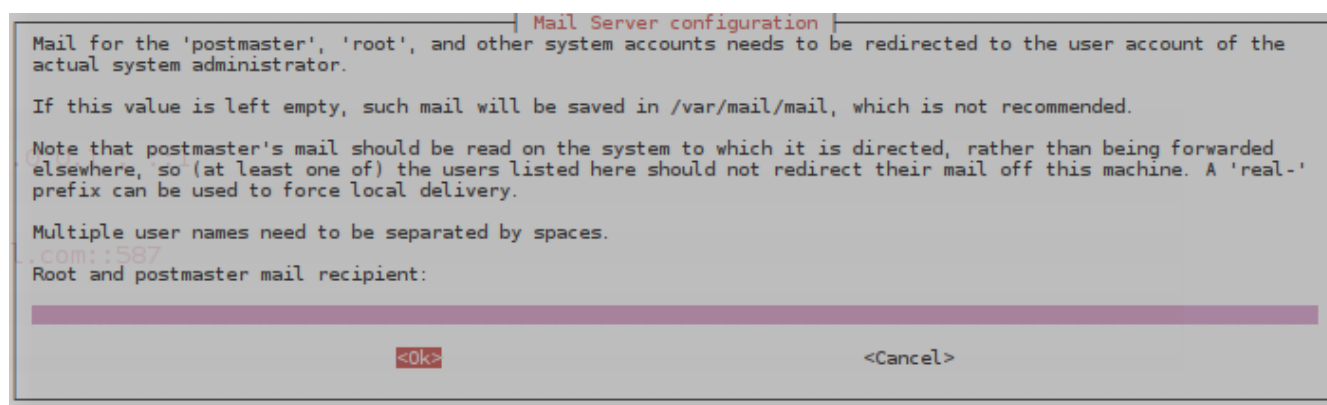 Mail Server configuration
Mail for the 'postmaster', 'root', and other system accounts needs to be redirected to the user account of the
actual system administrator.
If this value is left empty, such mail will be saved in /var/mail/mail, which is not recommended.
Note that postmaster's mail should be read on the system to which it is directed, rather than being forwarded
elsewhere, so (at least one of) the users listed here should not redirect their mail off this machine. A 'real-'
prefix can be used to force local delivery.
Multiple user names need to be separated by spaces.
l.com::587
Root and postmaster mail recipient:
<Ok> <Cancel>